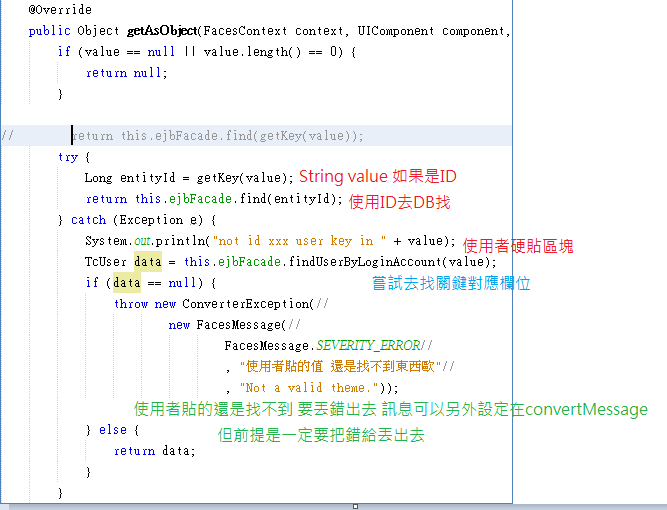 @Override
public Object getAsObject(FacesContext context, UIComponent component,
if (value == null || value.length() == 0) {
return null;
}
// return this.ejbFacade.find(getKey(value));
try {
Long entityId = getKey(value); String value 如果是ID
return this.ejbFacade.find(entityId); 使用ID去DB找
} catch (Exception e) {
System.out.println("not id xxx user key in " + value); 使用者硬貼區塊
TcUser data = this.ejbFacade.findUserByLoginAccount(value);
if (data == null) { 嘗試去找關鍵對應欄位
throw new ConverterException(//
new FacesMessage(//
FacesMessage.SEVERITY_ERROR//
, "使用者貼的值 還是找不到東西歐"//
, "Not a valid theme."));
使用者貼的還是找不到 要丟錯出去 訊息可以另外設定在convertMessage
} else { 但前提是一定要把錯給丟出去
return data;
}
}